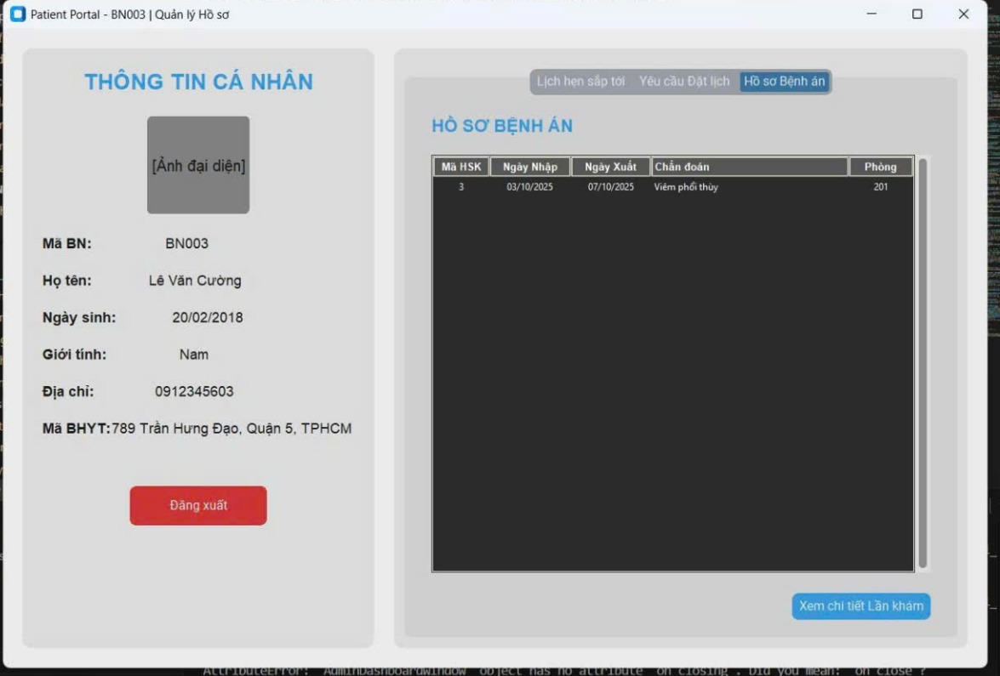 Patient Portal - BN003 | Quản lý Hồ sơ
THÔNG TIN CÁ NHÂN
[Ảnh đại diện]
Mã BN: BN003
Họ tên: Lê Văn Cường
Ngày sinh: 20/02/2018
Giới tính: Nam
Địa chỉ: 0912345603
Mã BHYT: 789 Trần Hưng Đạo, Quận 5, TPHCM
Đăng xuất
Lịch hẹn sắp tới Yêu cầu Đặt lịch Hồ sơ Bệnh án
HỒ SƠ BỆNH ÁN
Mã HSK Ngày Nhập Ngày Xuất Chẩn đoán Phòng
3 03/10/2025 07/10/2025 Viêm phổi thùy 201
Xem chi tiết Lần khám
AttributeError: 'AdminDashboardWindow' object has no attribute 'on_closing'. Did you mean: 'on_close'?